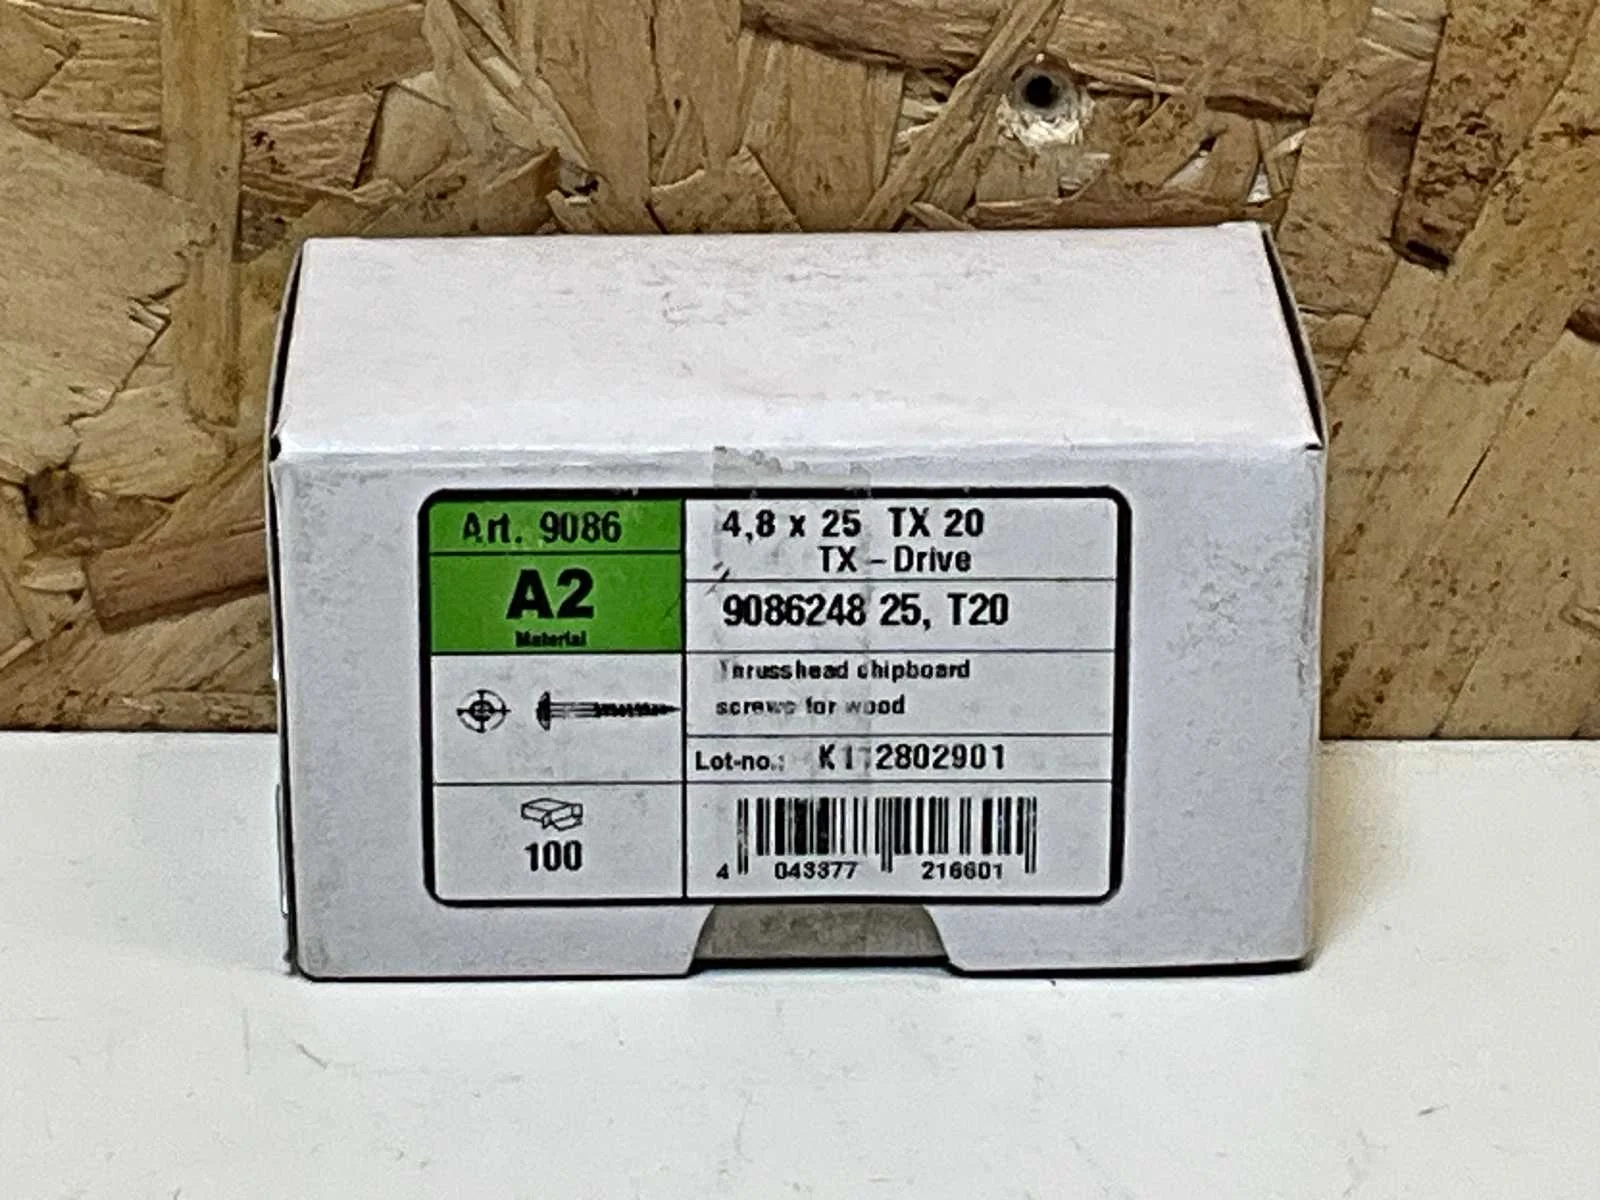 Art. 9086
4,8 x 25 TX 20
TX – Drive
A2
Material
9086248 25, T20
Thrusshead chipboard
screws for wood
Lot-no.:
100
4 043377 216601